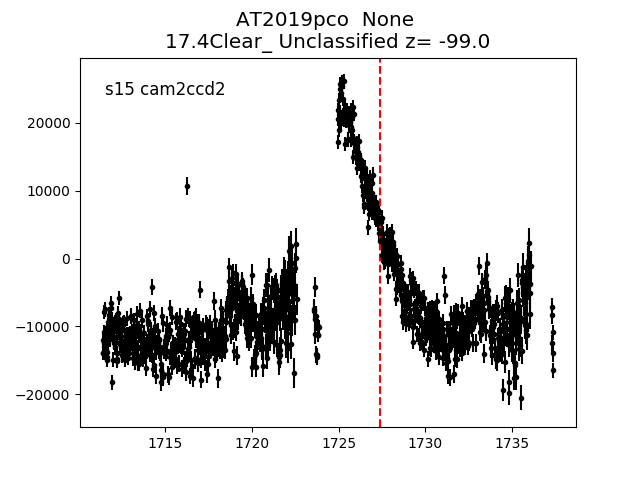 AT2019pco  None
17.4Clear_ Unclassified z= -99.0
s15 cam2ccd2
20000
10000
0
−10000
−20000
1715 1720 1725 1730 1735